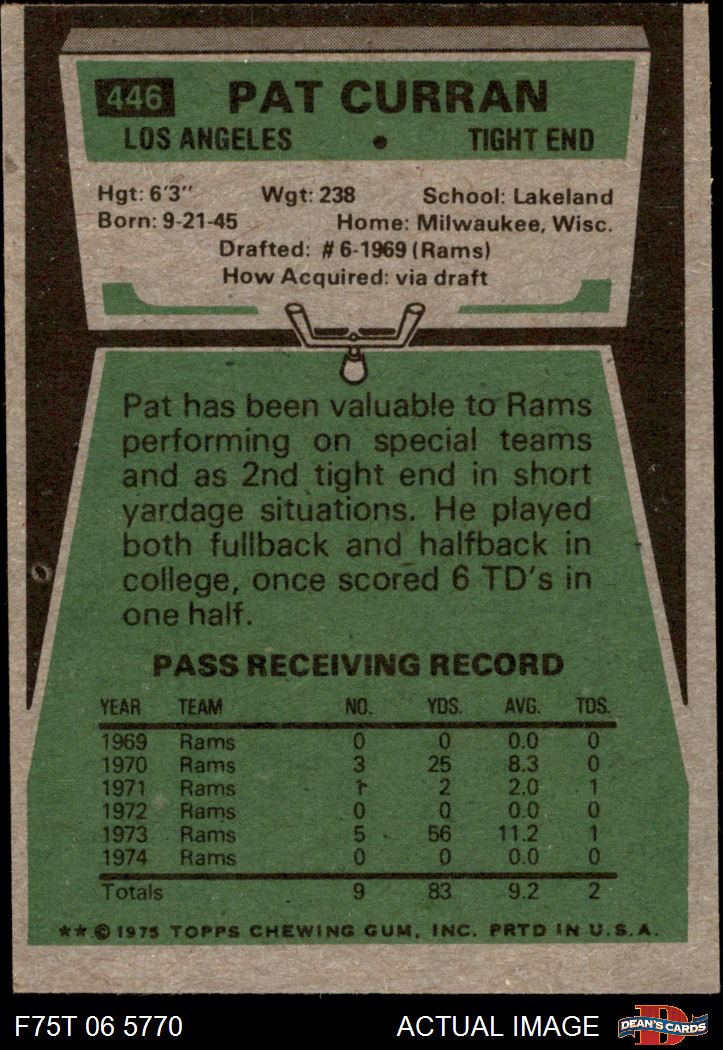 446 PAT CURRAN
LOS ANGELES • TIGHT END
Hgt: 6'3" Wgt: 238 School: Lakeland
Born: 9-21-45 Home: Milwaukee, Wisc.
Drafted: #6-1969 (Rams)
How Acquired: via draft
Pat has been valuable to Rams
performing on special teams
and as 2nd tight end in short
yardage situations. He played
both fullback and halfback in
college, once scored 6 TD's in
one half.
PASS RECEIVING RECORD
YEAR TEAM NO. YDS. AVG. TDS.
1969 Rams 0 0 0.0 0
1970 Rams 3 25 8.3 0
1971 Rams 1 2 2.0 1
1972 Rams 0 0 0.0 0
1973 Rams 5 56 11.2 1
1974 Rams 0 0 0.0 0
Totals 9 83 9.2 2
**© 1975 TOPPS CHEWING GUM, INC. PRTD IN U.S.A.
F75T 06 5770 ACTUAL IMAGE D DEAN'S CARDS